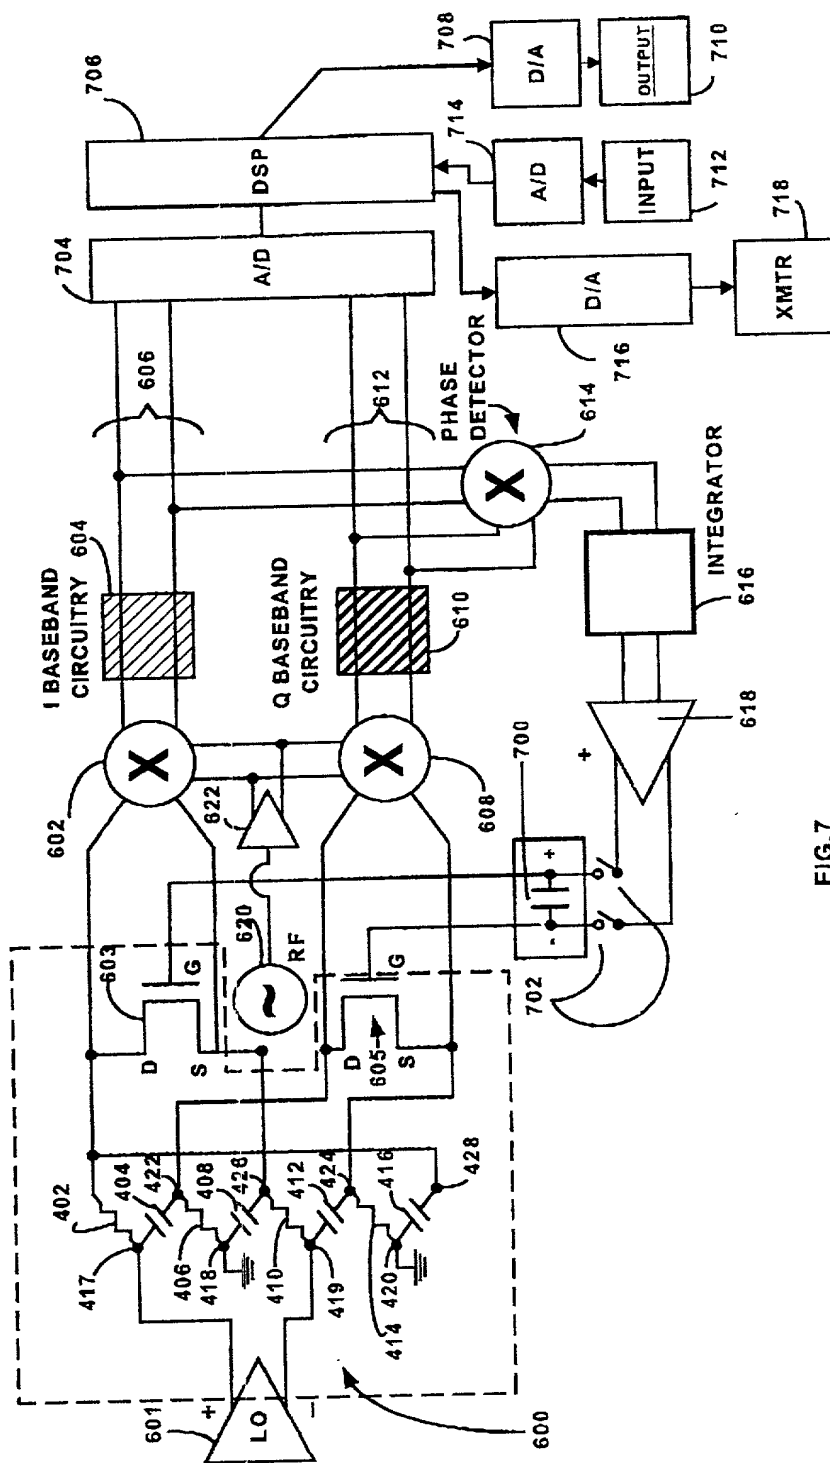 706
708
D/A
OUTPUT
710
714
A/D
INPUT
712
DSP
704
A/D
718
XMTR
D/A
716
606
612
PHASE
DETECTOR
614
I BASEBAND
CIRCUITRY
604
Q BASEBAND
CIRCUITRY
610
INTEGRATOR
616
602
X
622
X
608
X
700
+
618
603
G
D
S
620
RF
~
G
D
605
S
-
+
702
402
404
422
408
426
412
424
416
428
417
406
418
410
419
420
414
601
+
LO
–
600
FIG.7